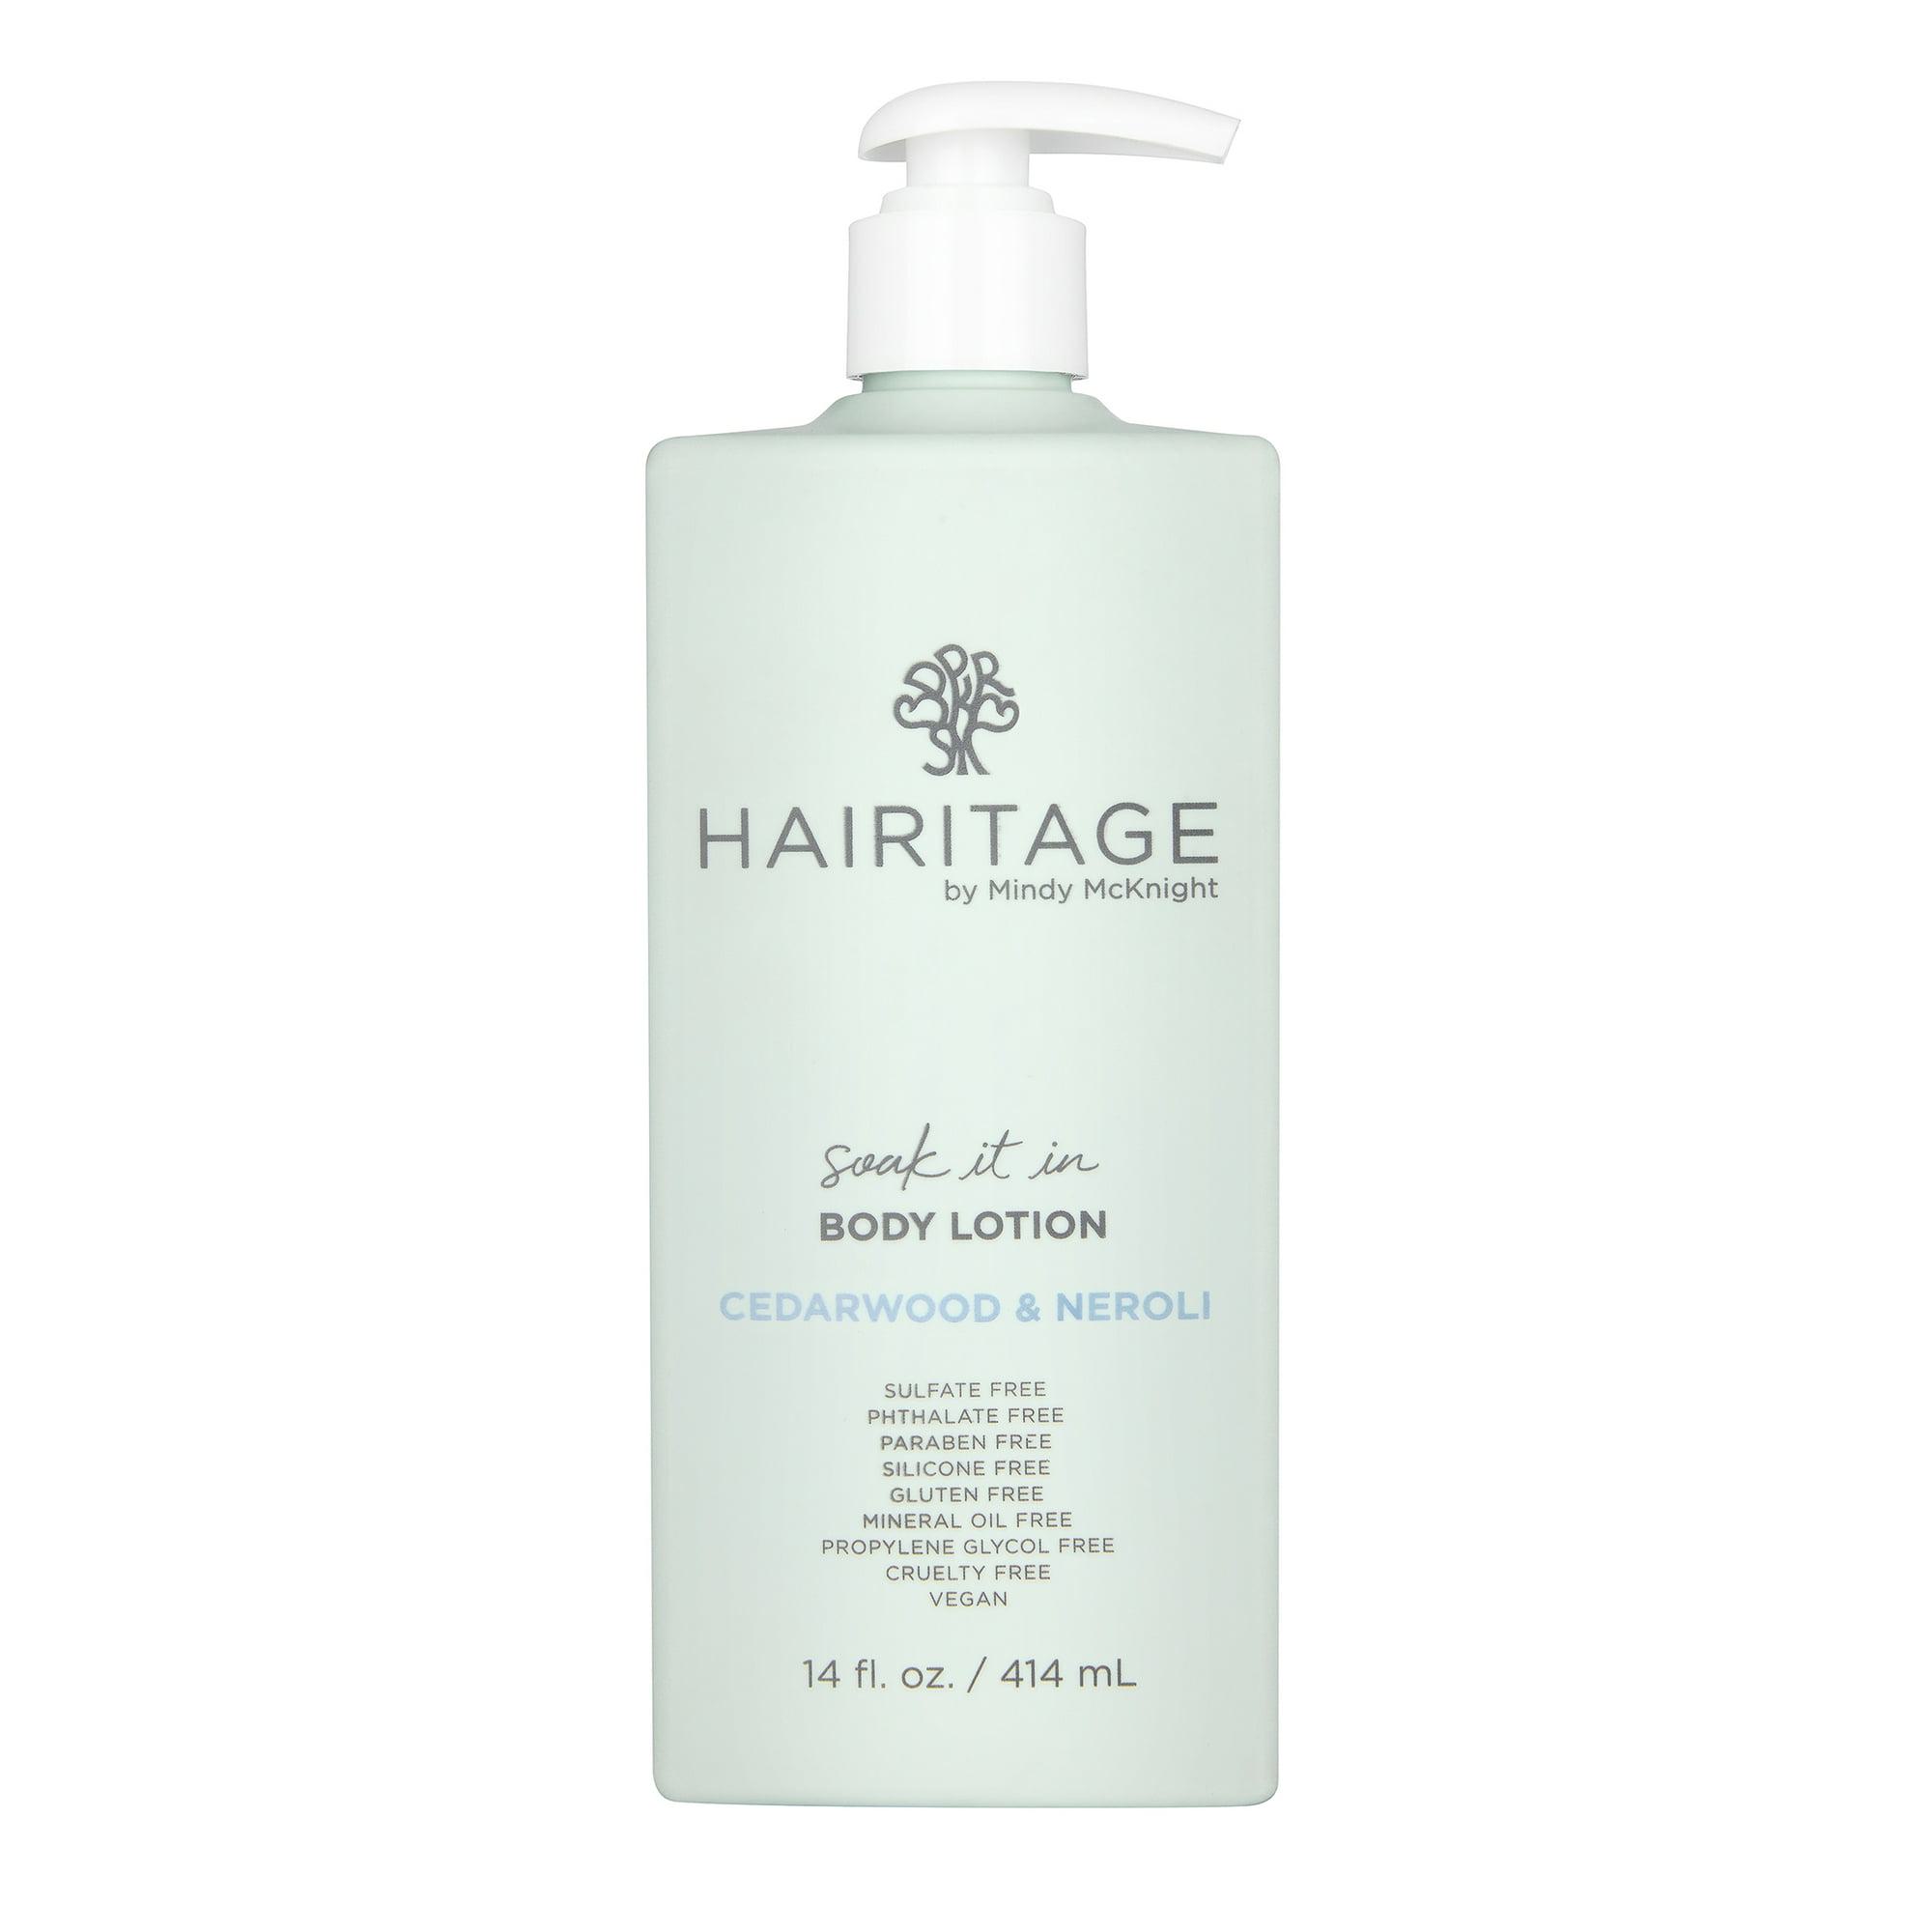 HAIRITAGE
by Mindy McKnight
soak it in
BODY LOTION
CEDARWOOD & NEROLI
SULFATE FREE
PHTHALATE FREE
PARABEN FREE
SILICONE FREE
GLUTEN FREE
MINERAL OIL FREE
PROPYLENE GLYCOL FREE
CRUELTY FREE
VEGAN
14 fl. oz. / 414 mL